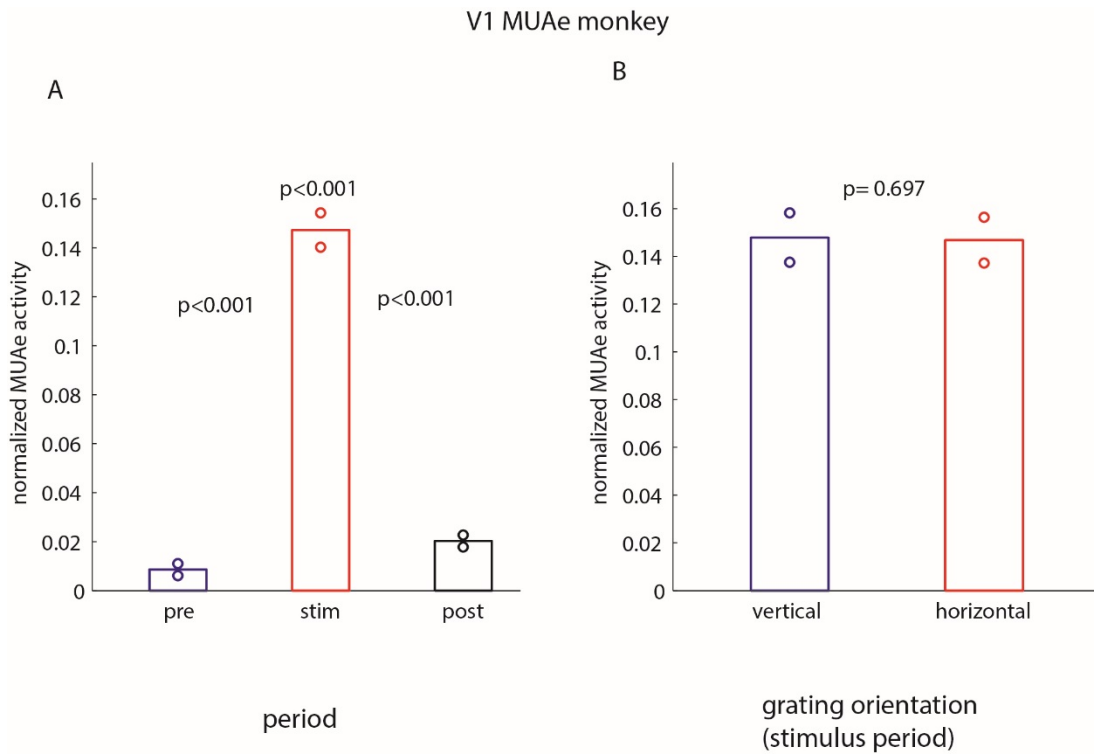 V1 MUAe monkey
A
normalized MUAe activity
0.16
0.14
0.12
0.1
0.08
0.06
0.04
0.02
0
p<0.001
p<0.001
p<0.001
pre
stim
post
period
B
normalized MUAe activity
0.16
0.14
0.12
0.1
0.08
0.06
0.04
0.02
0
p= 0.697
vertical
horizontal
grating orientation
(stimulus period)